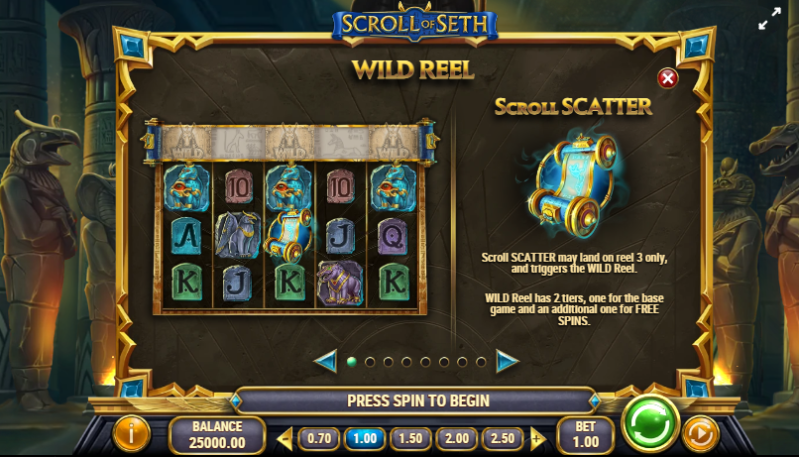 SCROLL OF SETH
WILD REEL
Scroll SCATTER
WILD WILD WILD
10 10
A J Q
K J K K
Scroll SCATTER may land on reel 3 only,
and triggers the WILD Reel.
WILD Reel has 2 tiers, one for the base
game and an additional one for FREE
SPINS.
PRESS SPIN TO BEGIN
i
BALANCE
25000.00
- 0.70 1.00 1.50 2.00 2.50 +
BET
1.00